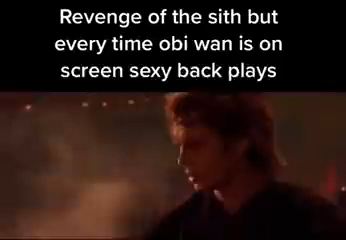 Revenge of the sith but
every time obi wan is on
screen sexy back plays